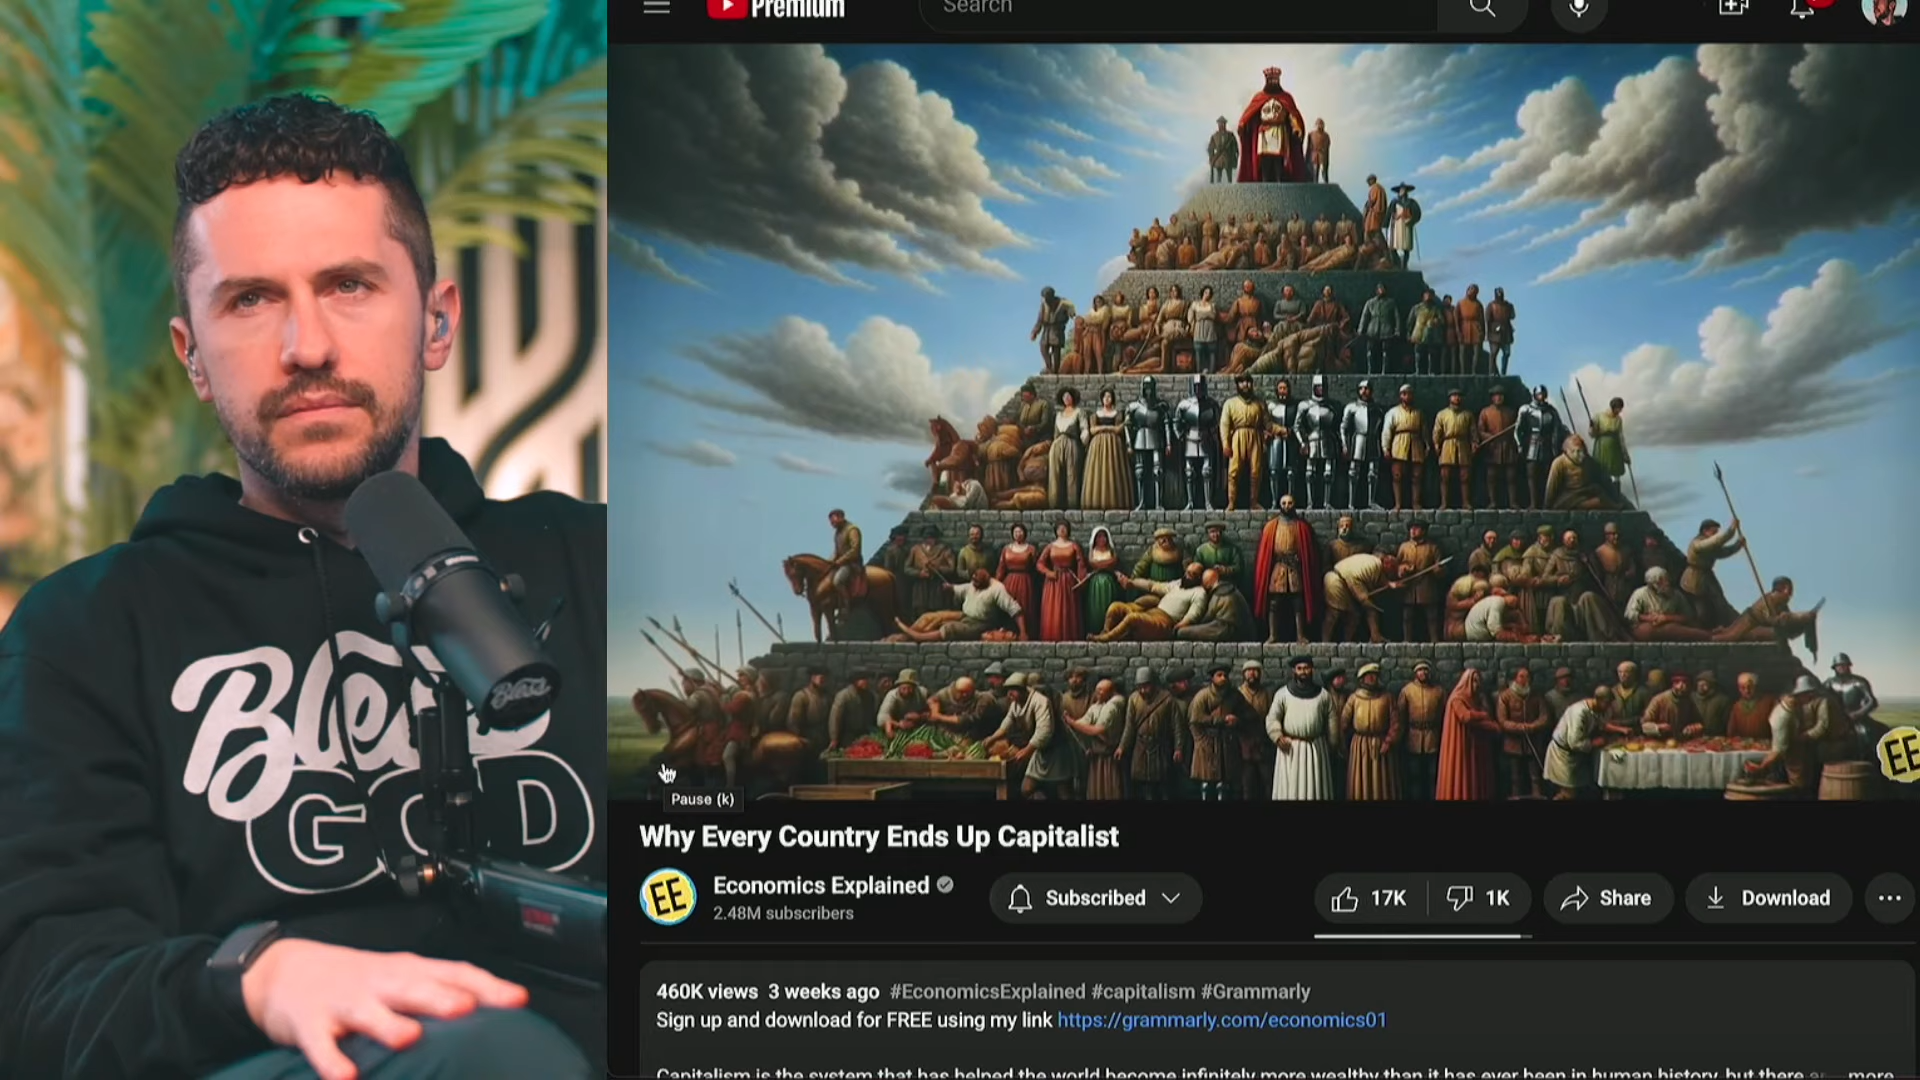 Premium
Search
Bless
GOD
Bless
EE
Pause (k)
Why Every Country Ends Up Capitalist
EE
Economics Explained
2.48M subscribers
Subscribed
17K
1K
Share
Download
460K views 3 weeks ago #EconomicsExplained #capitalism #Grammarly
Sign up and download for FREE using my link https://grammarly.com/economics01
Capitalism is the system that has helped the world become infinitely more wealthy than it has ever been in human history, but there
...more